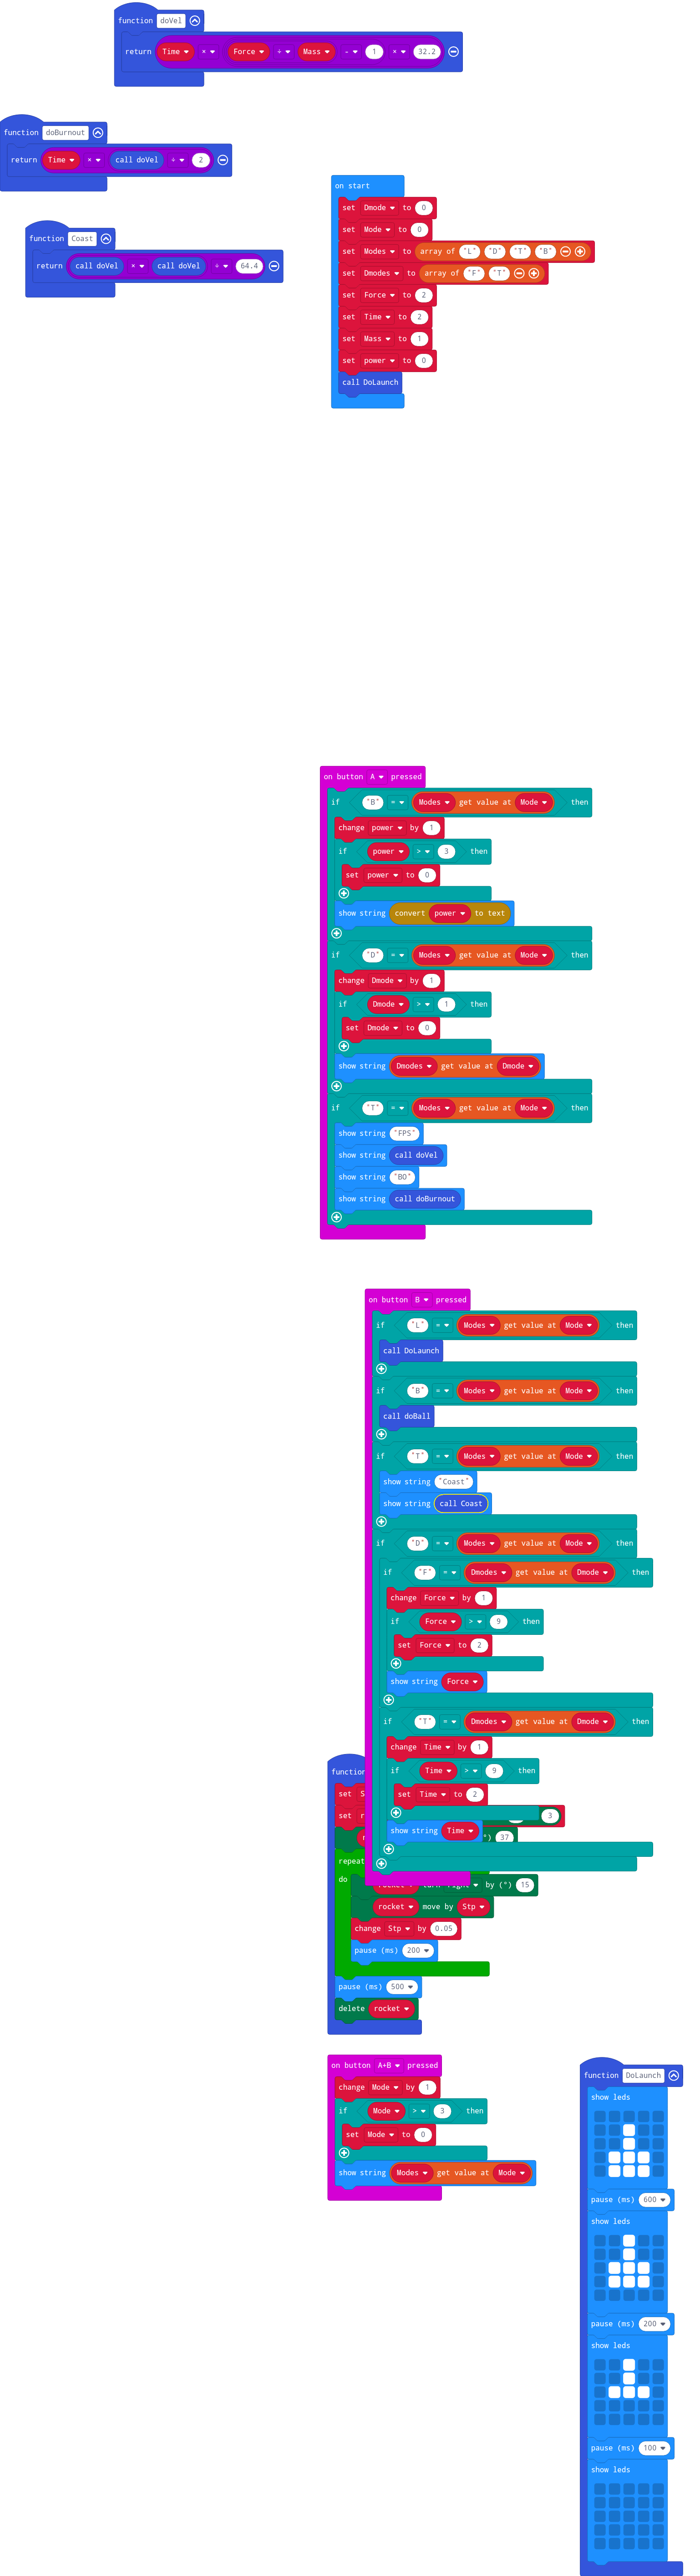 function doVel
return Time × Force ÷ Mass - 1 × 32.2
function doBurnout
return Time × call doVel ÷ 2
function Coast
return call doVel × call doVel ÷ 64.4
on start
set Dmode to 0
set Mode to 0
set Modes to array of "L" "D" "T" "B"
set Dmodes to array of "F" "T"
set Force to 2
set Time to 2
set Mass to 1
set power to 0
call DoLaunch
on button A pressed
if "B" = Modes get value at Mode then
change power by 1
if power > 3 then
set power to 0
show string convert power to text
if "D" = Modes get value at Mode then
change Dmode by 1
if Dmode > 1 then
set Dmode to 0
show string Dmodes get value at Dmode
if "T" = Modes get value at Mode then
show string "FPS"
show string call doVel
show string "BO"
show string call doBurnout
on button B pressed
if "L" = Modes get value at Mode then
call DoLaunch
if "B" = Modes get value at Mode then
call doBall
if "T" = Modes get value at Mode then
show string "Coast"
show string call Coast
if "D" = Modes get value at Mode then
if "F" = Dmodes get value at Dmode then
change Force by 1
if Force > 9 then
set Force to 2
show string Force
if "T" = Dmodes get value at Dmode then
change Time by 1
if Time > 9 then
set Time to 2
show string Time
function
set
set 3
37
repeat
do by (°) 15
rocket move by Stp
change Stp by 0.05
pause (ms) 200
pause (ms) 500
delete rocket
on button A+B pressed
change Mode by 1
if Mode > 3 then
set Mode to 0
show string Modes get value at Mode
function DoLaunch
show leds
pause (ms) 600
show leds
pause (ms) 200
show leds
pause (ms) 100
show leds